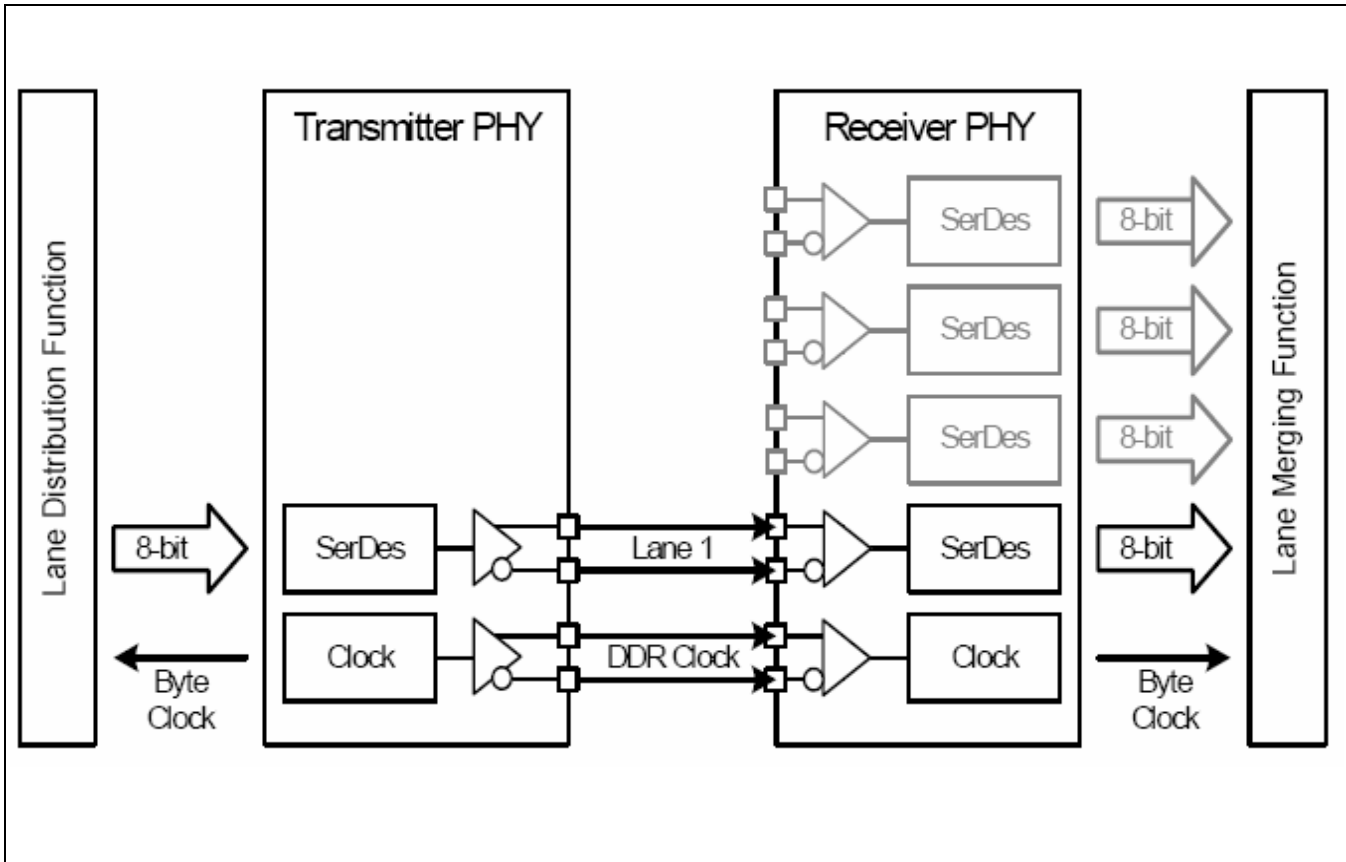 Lane Distribution Function
Transmitter PHY
Receiver PHY
Lane Merging Function
SerDes
8-bit
SerDes
8-bit
SerDes
8-bit
8-bit
SerDes
Lane 1
SerDes
8-bit
Byte
Clock
Clock
DDR Clock
Clock
Byte
Clock